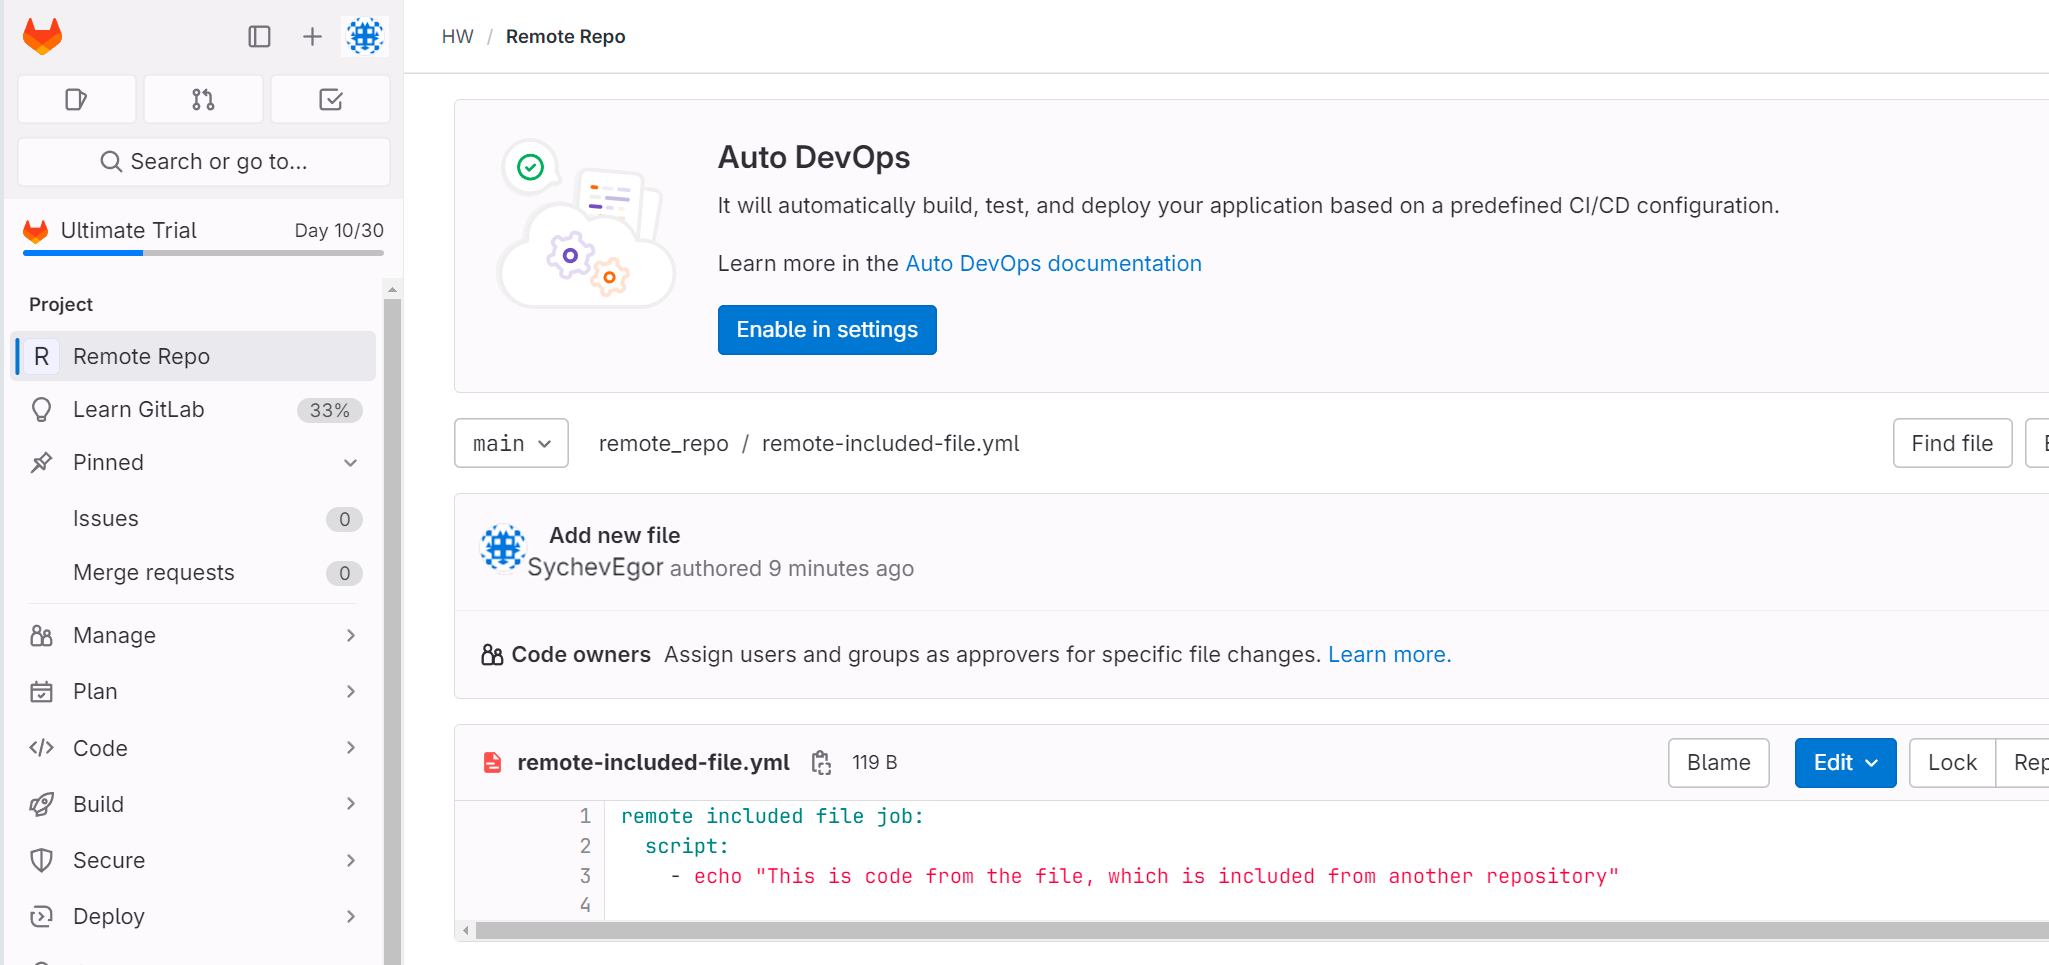 HW / Remote Repo
Search or go to...
Ultimate Trial Day 10/30
Project
R Remote Repo
Learn GitLab 33%
Pinned
Issues 0
Merge requests 0
Manage
Plan
Code
Build
Secure
Deploy
Auto DevOps
It will automatically build, test, and deploy your application based on a predefined CI/CD configuration.
Learn more in the Auto DevOps documentation
Enable in settings
main remote_repo / remote-included-file.yml Find file
Add new file
SychevEgor authored 9 minutes ago
Code owners Assign users and groups as approvers for specific file changes. Learn more.
remote-included-file.yml 119 B Blame Edit Lock Rep
1 remote included file job:
2 script:
3 - echo "This is code from the file, which is included from another repository"
4